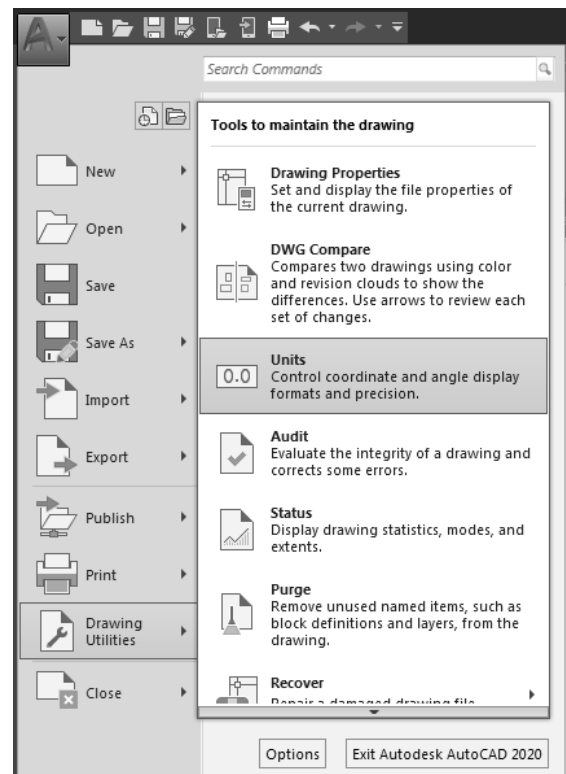 A
Search Commands
Tools to maintain the drawing
New
Open
Save
Save As
Import
Export
Publish
Print
Drawing
Utilities
Close
Drawing Properties
Set and display the file properties of
the current drawing.
DWG Compare
Compares two drawings using color
and revision clouds to show the
differences. Use arrows to review each
set of changes.
0.0
Units
Control coordinate and angle display
formats and precision.
Audit
Evaluate the integrity of a drawing and
corrects some errors.
Status
Display drawing statistics, modes, and
extents.
Purge
Remove unused named items, such as
block definitions and layers, from the
drawing.
Recover
Repair a damaged drawing file
Options
Exit Autodesk AutoCAD 2020